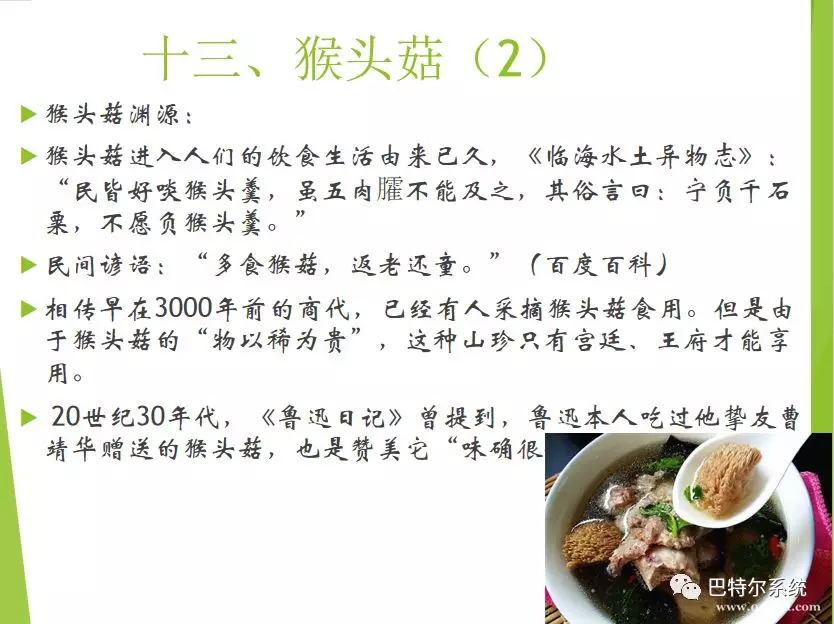 十三、猴头菇（2）
猴头菇渊源：
猴头菇进入人们的饮食生活由来已久，《临海水土异物志》：
“民皆好啖猴头羹，虽五肉臛不能及之，其俗言曰：宁负千石
粟，不愿负猴头羹。”
民间谚语：“多食猴菇，返老还童。”（百度百科）
相传早在3000年前的商代，已经有人采摘猴头菇食用。但是由
于猴头菇的“物以稀为贵”，这种山珍只有宫廷、王府才能享
用。
20世纪30年代，《鲁迅日记》曾提到，鲁迅本人吃过他挚友曹
靖华赠送的猴头菇，也是赞美它“味确很
巴特尔系统